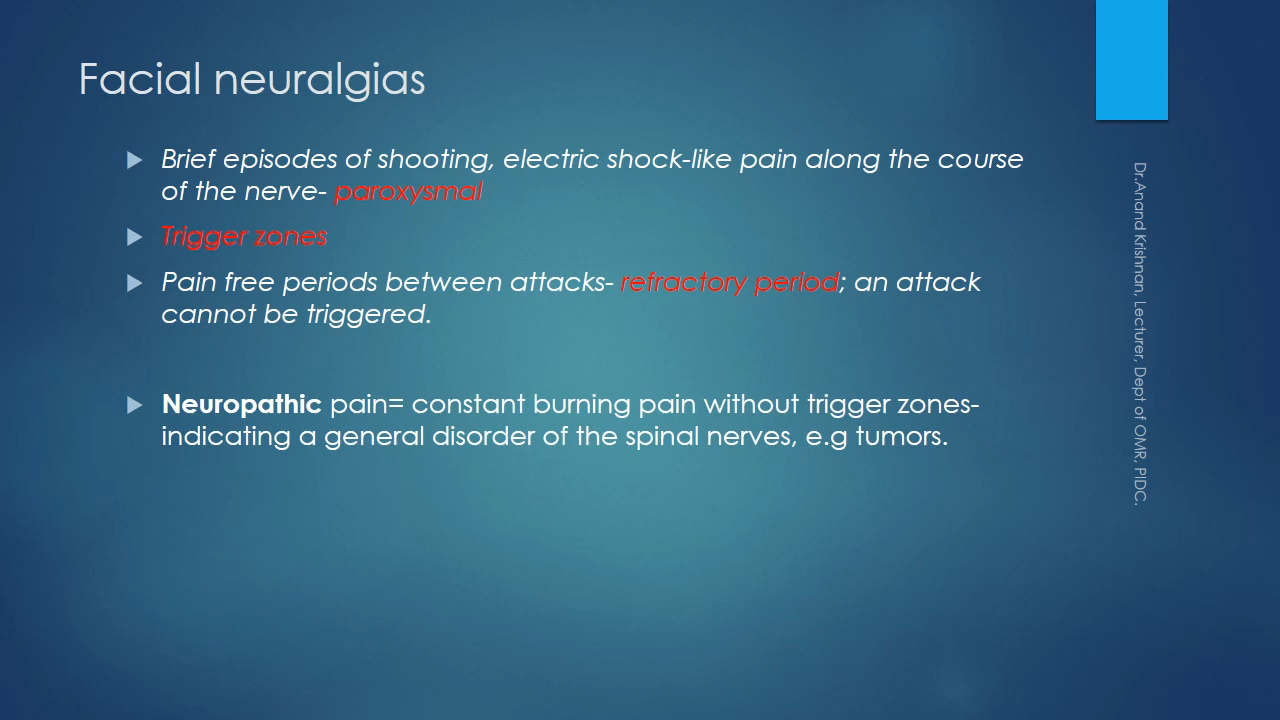 Facial neuralgias
Brief episodes of shooting, electric shock-like pain along the course
of the nerve- paroxysmal
Trigger zones
Pain free periods between attacks- refractory period; an attack
cannot be triggered.
Neuropathic pain= constant burning pain without trigger zones-
indicating a general disorder of the spinal nerves, e.g tumors.
Dr.Anand Krishnan, Lecturer, Dept of OMR, PIDC.